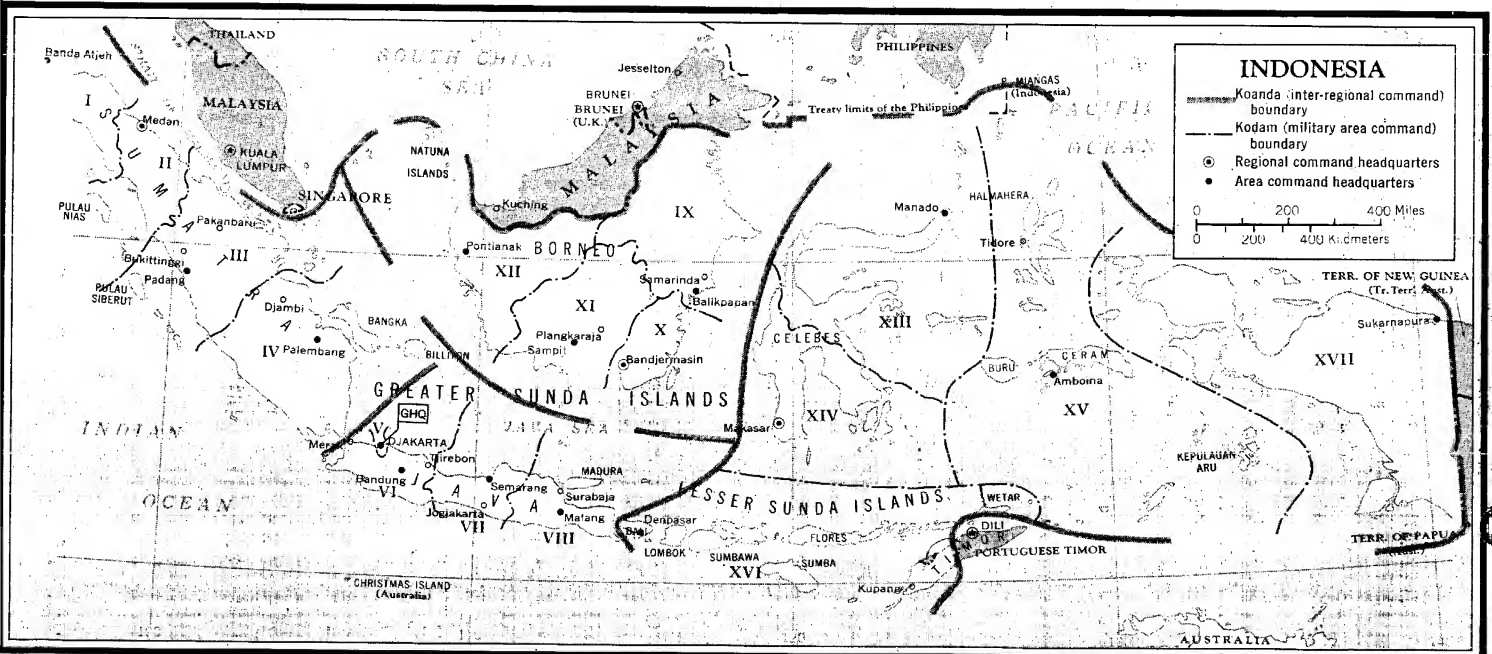 INDONESIA
Koanda (inter-regional command)
boundary
Kodam (military area command)
boundary
Regional command headquarters
Area command headquarters
0 200 400 Miles
0 200 400 Kilometers
THAILAND
SOUTH CHINA
SEA
PHILIPPINES
Banda Atjeh
Jesselton
MIANGAS
(Indonesia)
MALAYSIA
BRUNEI
BRUNEI
(U.K.)
Treaty limits of the Philippines
PACIFIC
OCEAN
I
Medan
II
KUALA
LUMPUR
NATUNA
ISLANDS
MALAYSIA
SUMATRA
SINGAPORE
Kuching
IX
Manado
HALMAHERA
PULAU
NIAS
Pakanbaru
Tidore
III
Pontianak
BORNEO
XII
Bukittinggi
Padang
PULAU
SIBERUT
Samarinda
Balikpapan
TERR. OF NEW GUINEA
(Tr. Terr. Aust.)
Djambi
XI
X
XIII
Sukarnapura
BANGKA
Plangkaraja
Sampit
CELEBES
CERAM
XVII
IV
Palembang
BILLITON
Bandjermasin
BURU
Amboina
GREATER SUNDA ISLANDS
XIV
XV
GHQ
INDIAN
OCEAN
JAVA SEA
Makasar
V
DJAKARTA
Tjirebon
KEPULAUAN
ARU
Bandung
VI
JAVA
Semarang
MADURA
Surabaja
LESSER SUNDA ISLANDS
WETAR
Jogjakarta
VII
Malang
VIII
Denpasar
BALI
LOMBOK
SUMBAWA
FLORES
DILI
TIMOR
PORTUGUESE TIMOR
TERR. OF PAPUA
(Aust.)
XVI
SUMBA
Kupang
CHRISTMAS ISLAND
(Australia)
AUSTRALIA